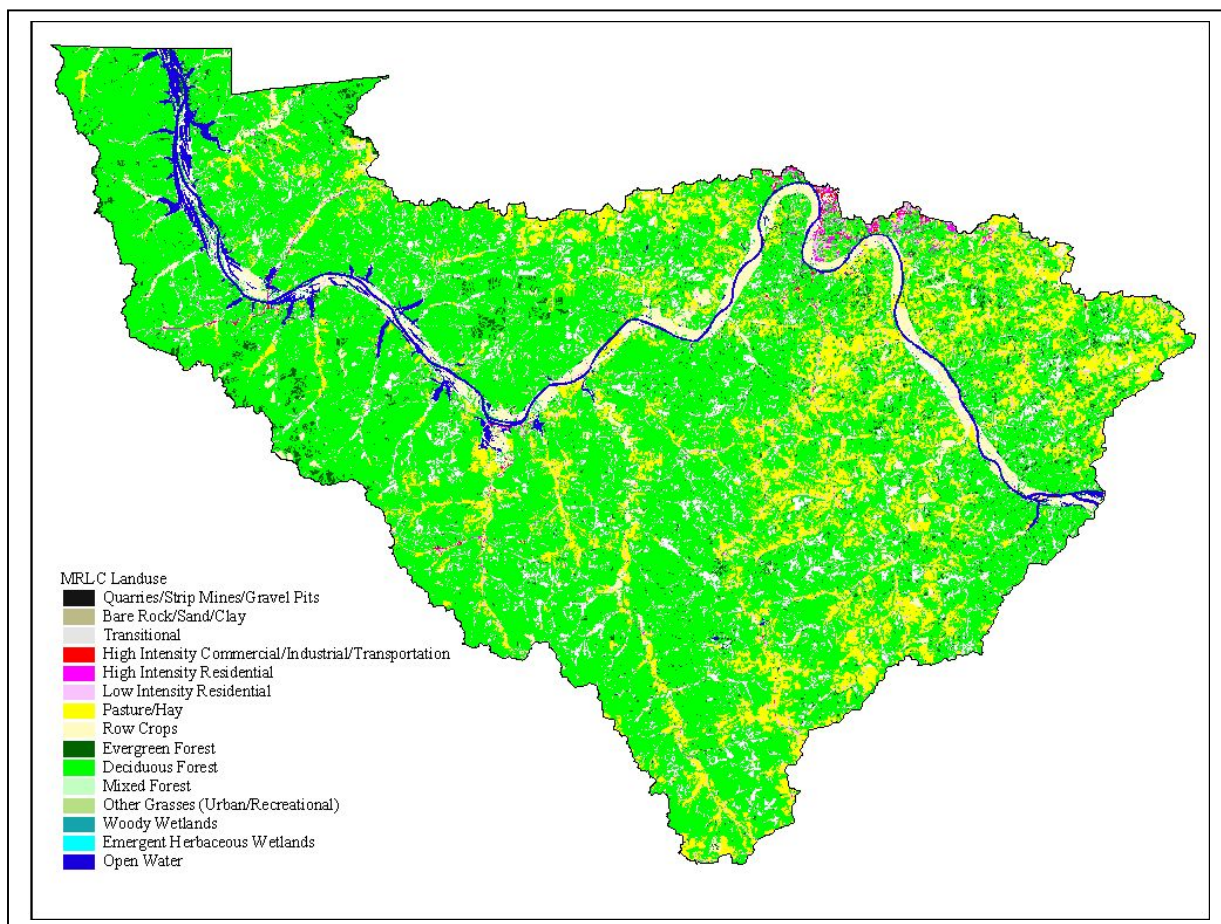 MRLC Landuse
Quarries/Strip Mines/Gravel Pits
Bare Rock/Sand/Clay
Transitional
High Intensity Commercial/Industrial/Transportation
High Intensity Residential
Low Intensity Residential
Pasture/Hay
Row Crops
Evergreen Forest
Deciduous Forest
Mixed Forest
Other Grasses (Urban/Recreational)
Woody Wetlands
Emergent Herbaceous Wetlands
Open Water